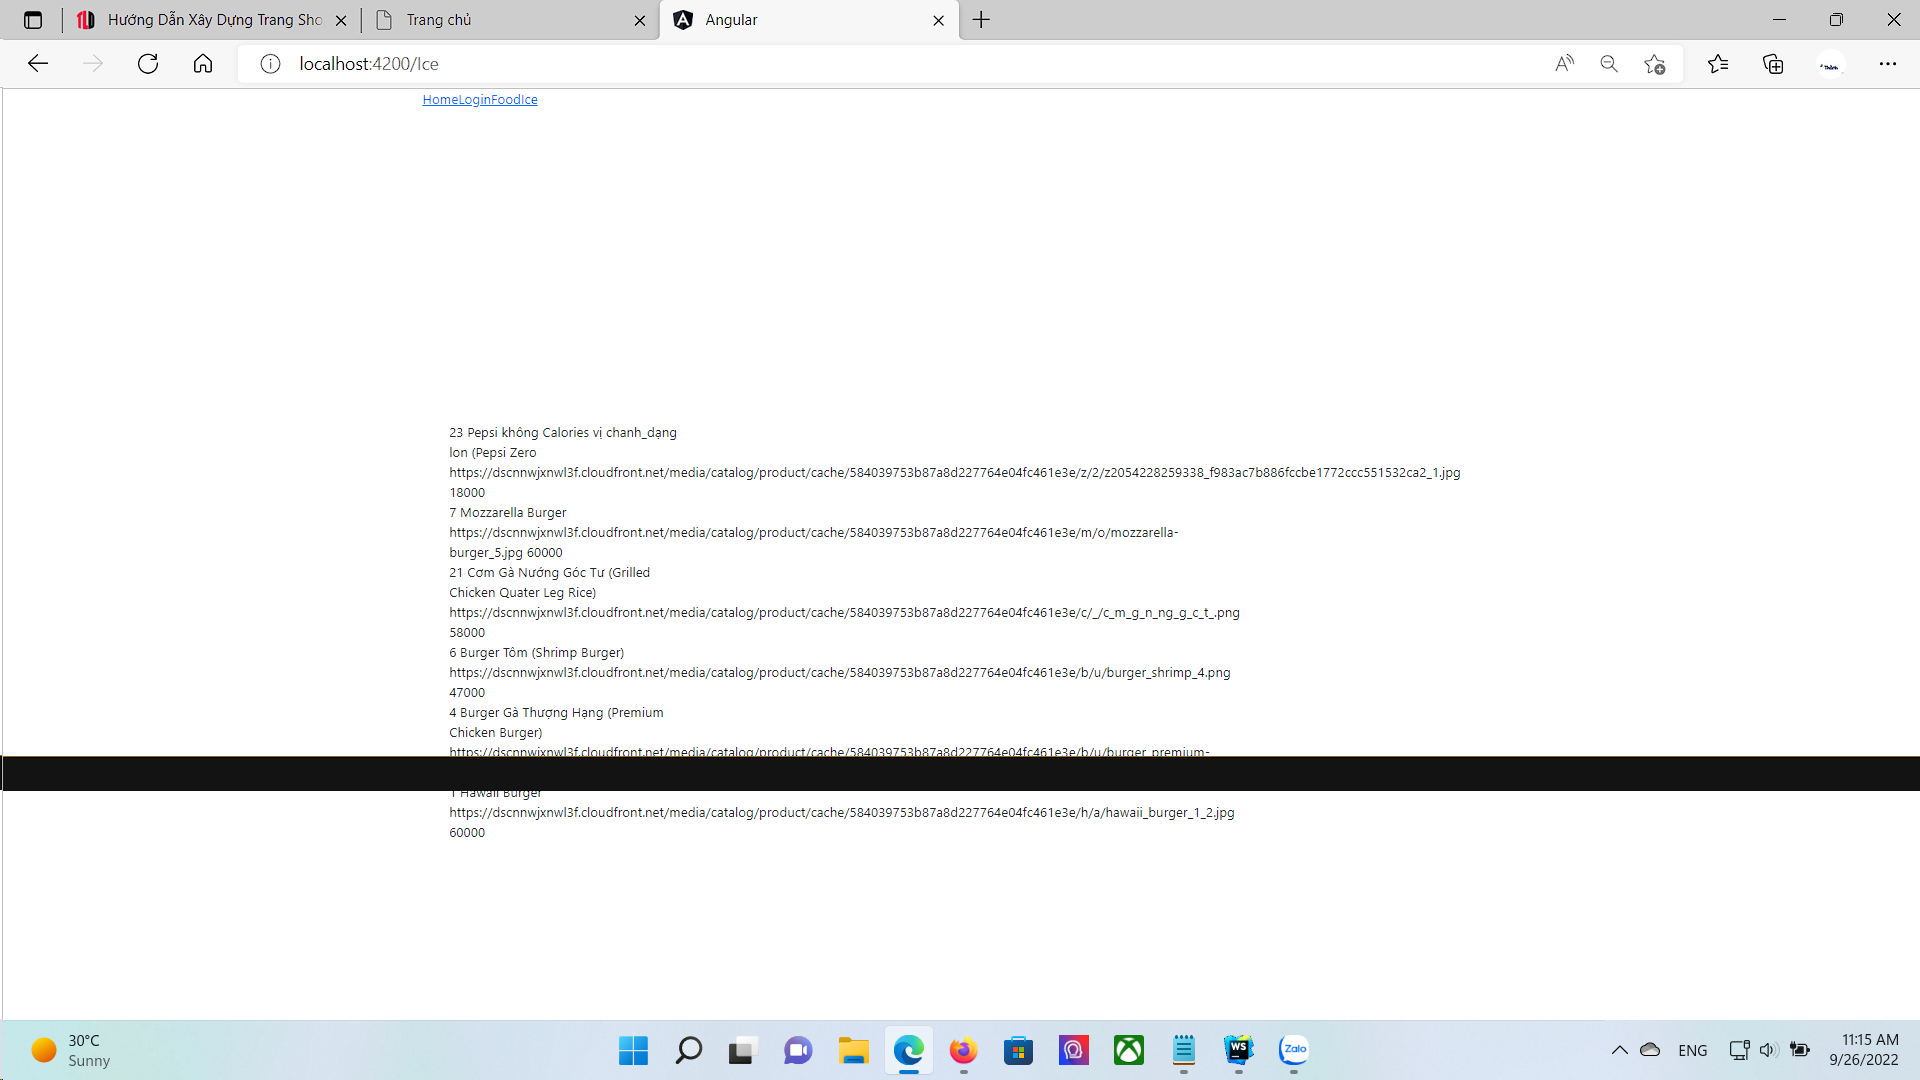 Hướng Dẫn Xây Dựng Trang Sho
Trang chủ
Angular
localhost:4200/Ice
HomeLoginFoodIce
23 Pepsi không Calories vị chanh_dạng
lon (Pepsi Zero
https://dscnnwjxnwl3f.cloudfront.net/media/catalog/product/cache/584039753b87a8d227764e04fc461e3e/z/2/z2054228259338_f983ac7b886fccbe1772ccc551532ca2_1.jpg
18000
7 Mozzarella Burger
https://dscnnwjxnwl3f.cloudfront.net/media/catalog/product/cache/584039753b87a8d227764e04fc461e3e/m/o/mozzarella-
burger_5.jpg 60000
21 Cơm Gà Nướng Góc Tư (Grilled
Chicken Quater Leg Rice)
https://dscnnwjxnwl3f.cloudfront.net/media/catalog/product/cache/584039753b87a8d227764e04fc461e3e/c/_/c_m_g_n_ng_g_c_t_.png
58000
6 Burger Tôm (Shrimp Burger)
https://dscnnwjxnwl3f.cloudfront.net/media/catalog/product/cache/584039753b87a8d227764e04fc461e3e/b/u/burger_shrimp_4.png
47000
4 Burger Gà Thượng Hạng (Premium
Chicken Burger)
https://dscnnwjxnwl3f.cloudfront.net/media/catalog/product/cache/584039753b87a8d227764e04fc461e3e/b/u/burger_premium-
1 Hawaii Burger
https://dscnnwjxnwl3f.cloudfront.net/media/catalog/product/cache/584039753b87a8d227764e04fc461e3e/h/a/hawaii_burger_1_2.jpg
60000
30°C
Sunny
WS
Zalo
ENG
11:15 AM
9/26/2022